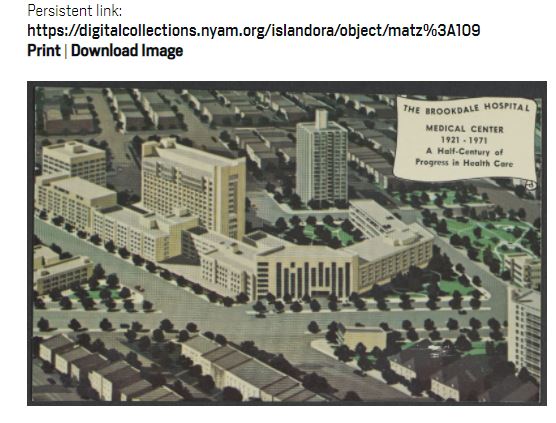 Persistent link:
https://digitalcollections.nyam.org/islandora/object/matz%3A109
Print | Download Image
THE BROOKDALE HOSPITAL
MEDICAL CENTER
1921 - 1971
A Half-Century of
Progress in Health Care